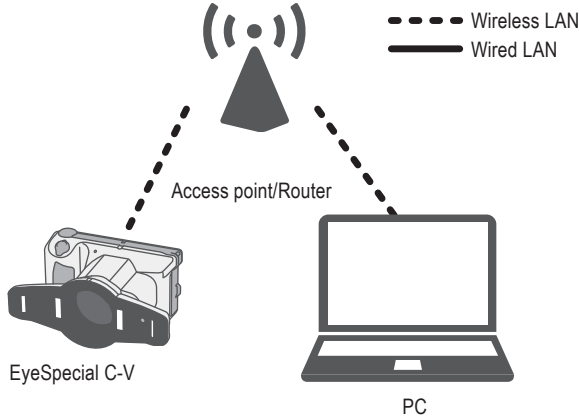 Wireless LAN
Wired LAN
Access point/Router
EyeSpecial C-V
PC